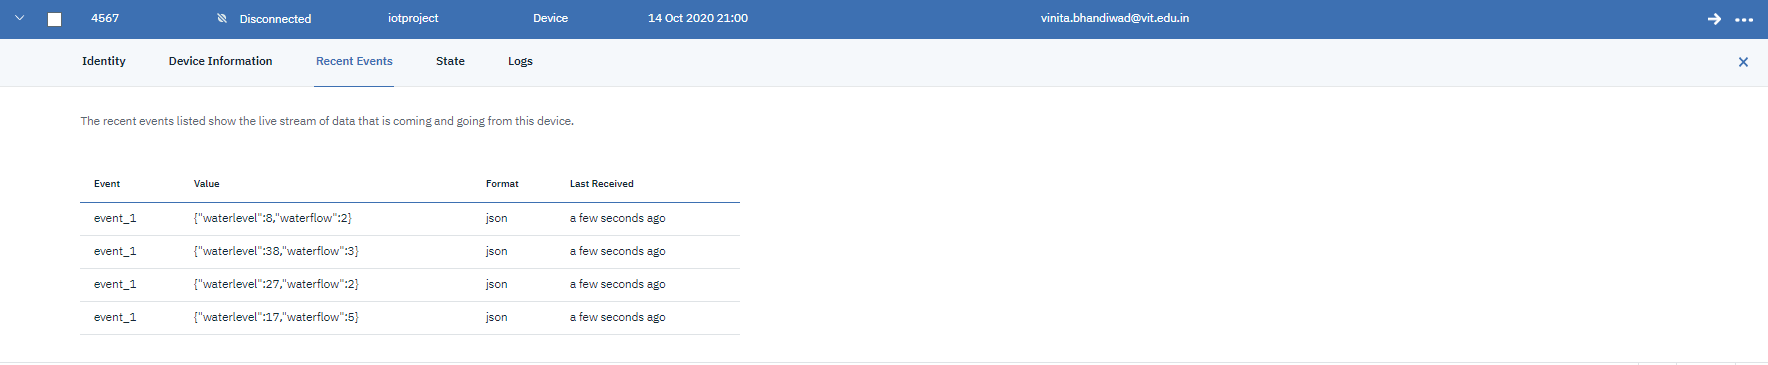 4567 Disconnected iotproject Device 14 Oct 2020 21:00 vinita.bhandiwad@vit.edu.in
Identity Device Information Recent Events State Logs
The recent events listed show the live stream of data that is coming and going from this device.
Event Value Format Last Received
event_1 {"waterlevel":8,"waterflow":2} json a few seconds ago
event_1 {"waterlevel":38,"waterflow":3} json a few seconds ago
event_1 {"waterlevel":27,"waterflow":2} json a few seconds ago
event_1 {"waterlevel":17,"waterflow":5} json a few seconds ago